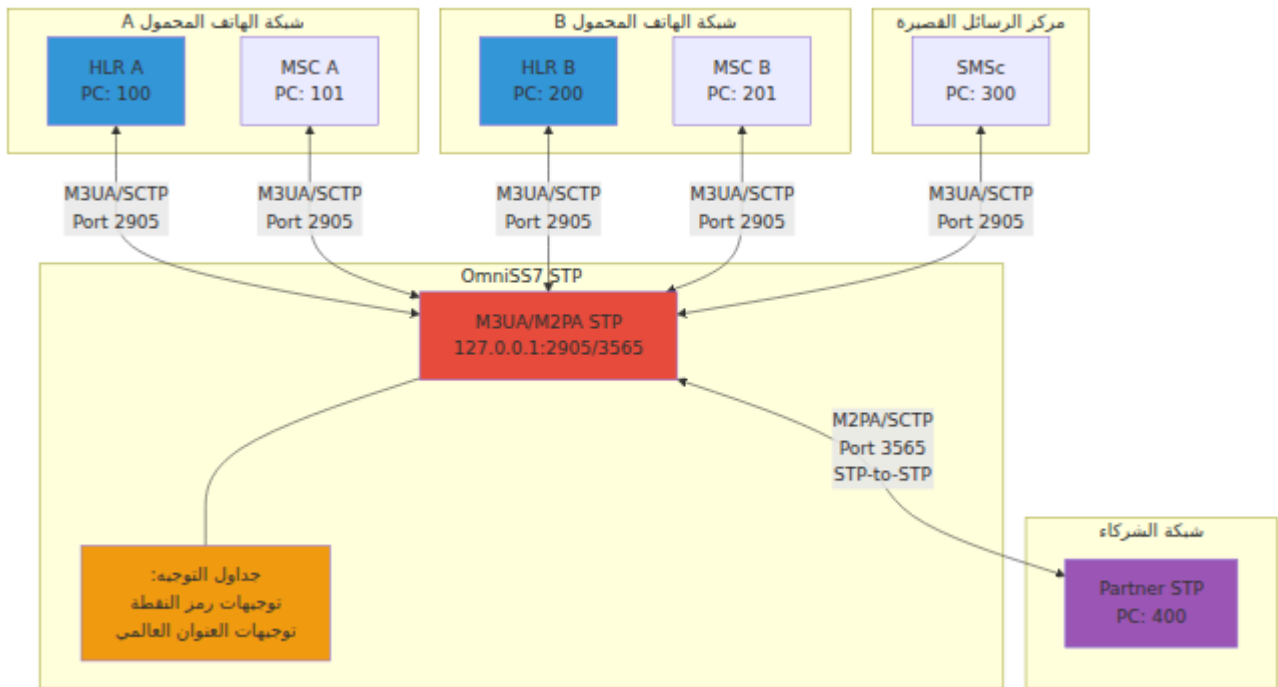 شبكة الهاتف المحمول A
HLR A
PC: 100
MSC A
PC: 101
شبكة الهاتف المحمول B
HLR B
PC: 200
MSC B
PC: 201
مركز الرسائل القصيرة
SMSc
PC: 300
M3UA/SCTP
Port 2905
M3UA/SCTP
Port 2905
M3UA/SCTP
Port 2905
M3UA/SCTP
Port 2905
M3UA/SCTP
Port 2905
OmniSS7 STP
M3UA/M2PA STP
127.0.0.1:2905/3565
M2PA/SCTP
Port 3565
STP-to-STP
جداول التوجيه:
توجيهات رمز النقطة
توجيهات العنوان العالمي
شبكة الشركاء
Partner STP
PC: 400